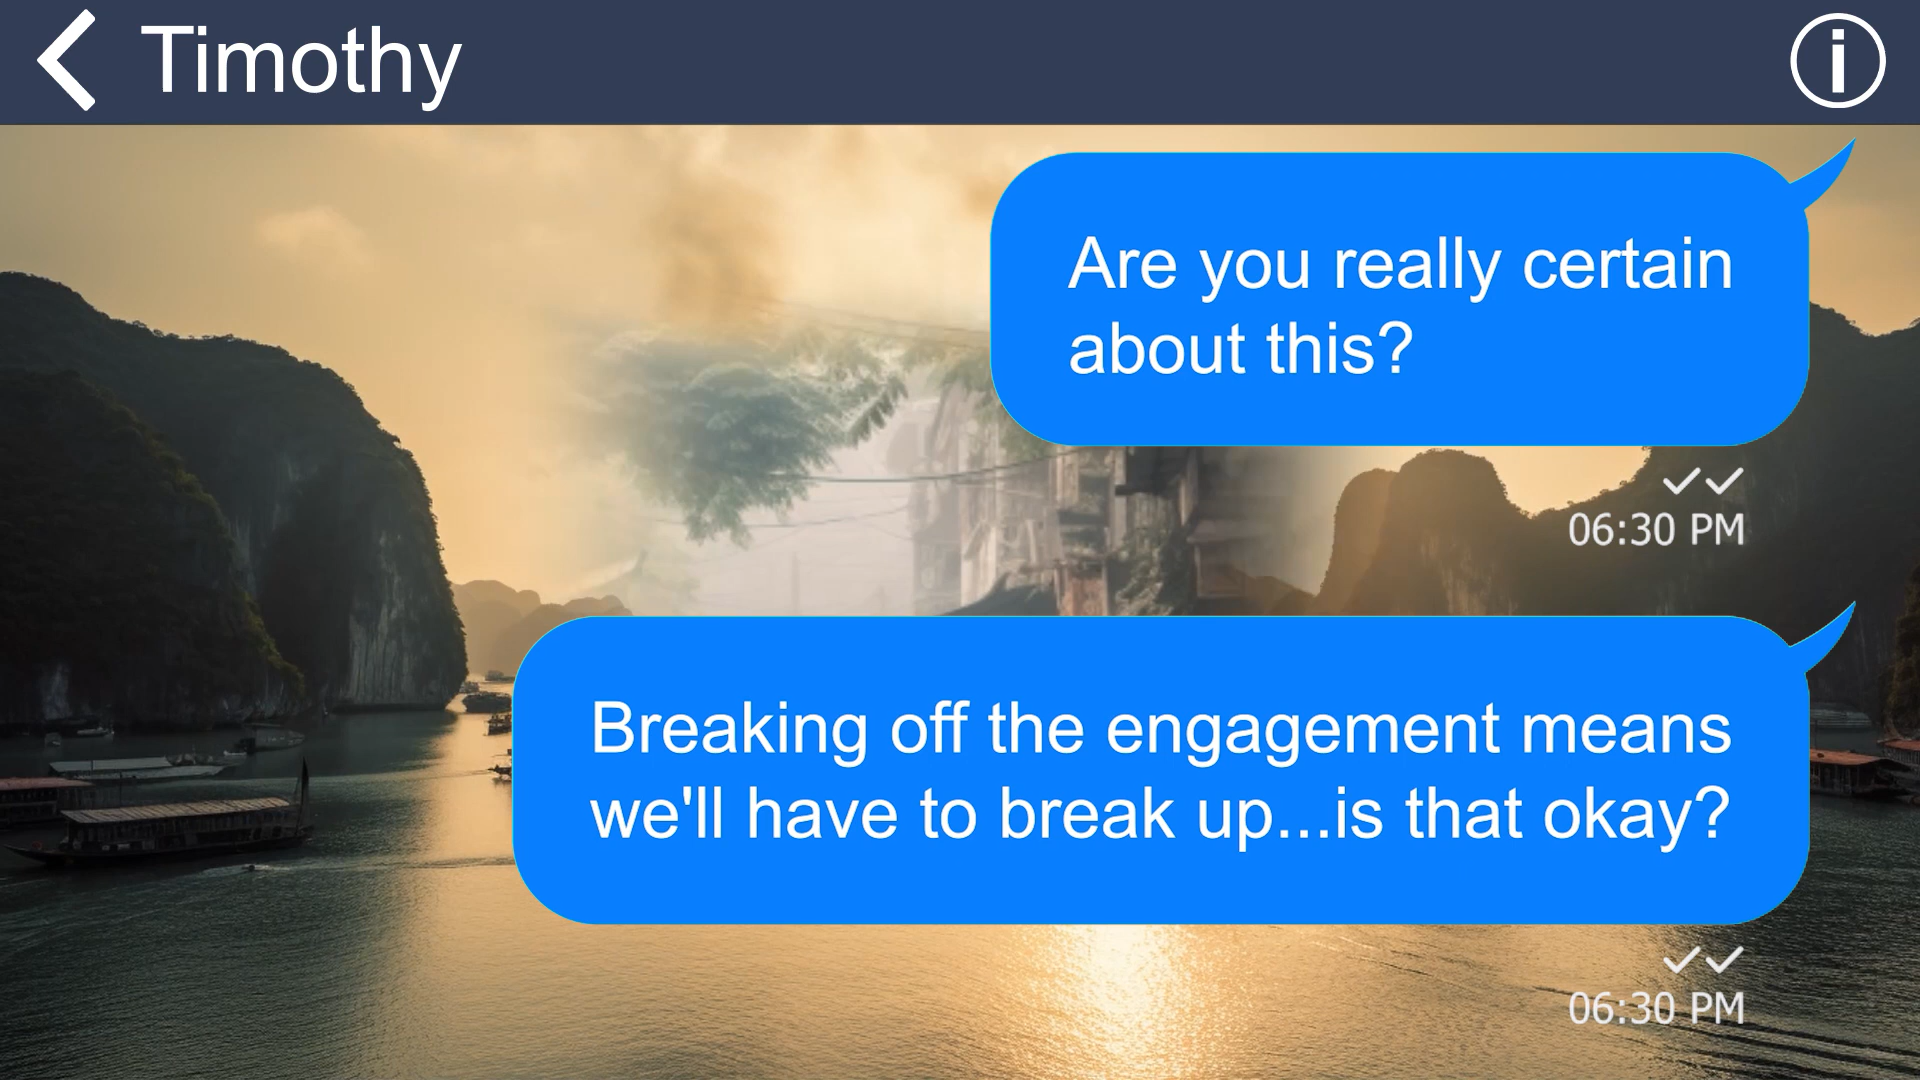 Timothy
Are you really certain
about this?
06:30 PM
Breaking off the engagement means
we'll have to break up...is that okay?
06:30 PM